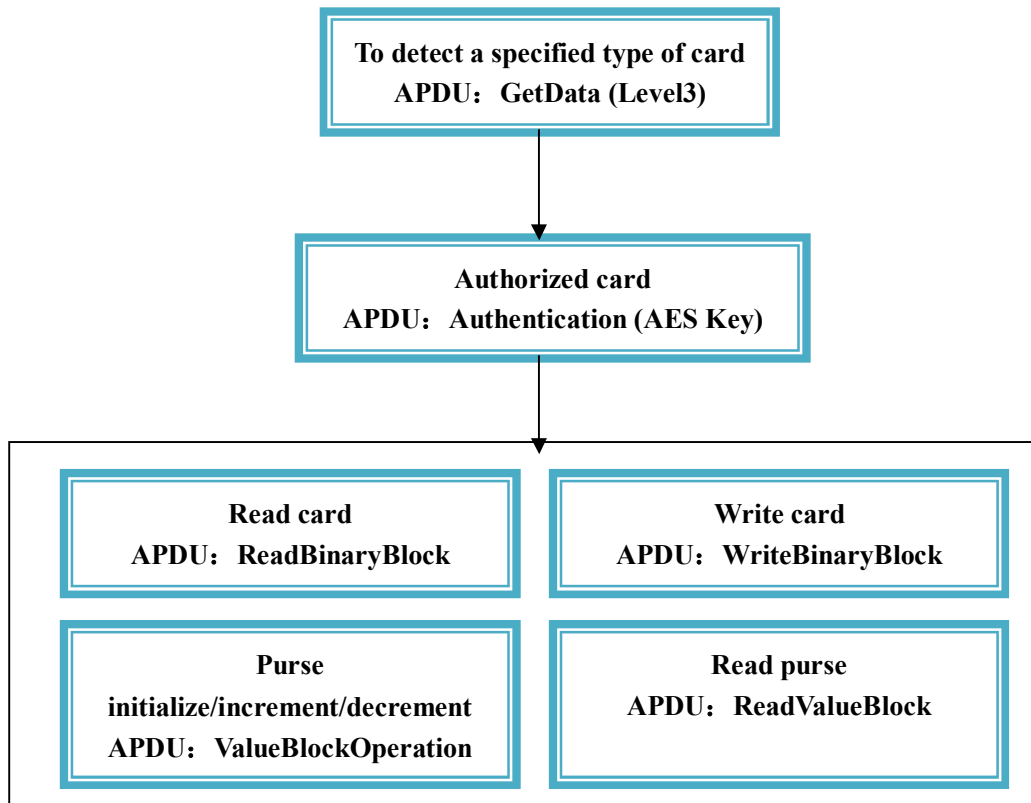 To detect a specified type of card
APDU：GetData (Level3)
Authorized card
APDU：Authentication (AES Key)
Read card
APDU：ReadBinaryBlock
Write card
APDU：WriteBinaryBlock
Purse
initialize/increment/decrement
APDU：ValueBlockOperation
Read purse
APDU：ReadValueBlock